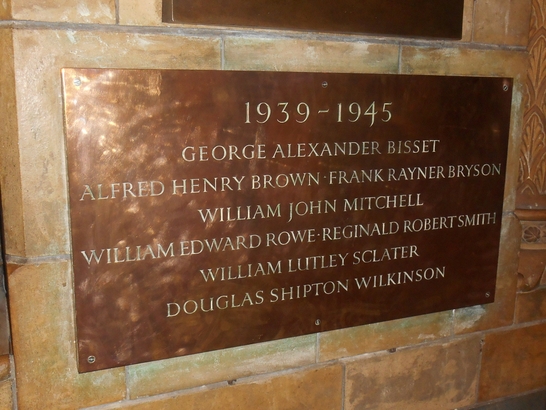 1939-1945
GEORGE ALEXANDER BISSET
ALFRED HENRY BROWN · FRANK RAYNER BRYSON
WILLIAM JOHN MITCHELL
WILLIAM EDWARD ROWE · REGINALD ROBERT SMITH
WILLIAM LUTLEY SCLATER
DOUGLAS SHIPTON WILKINSON